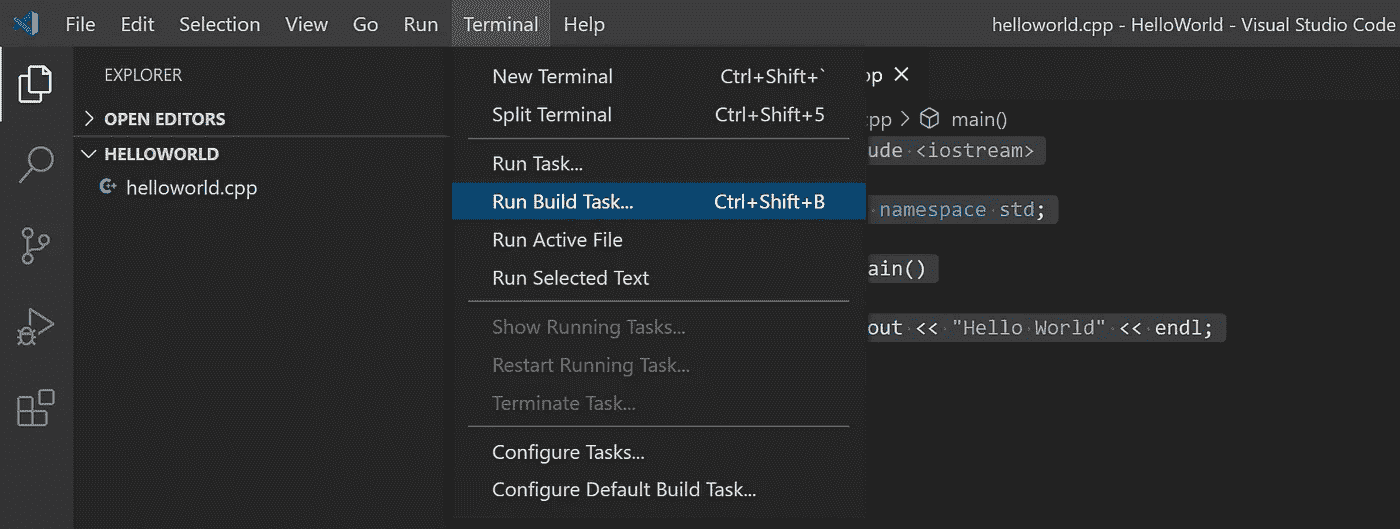 File Edit Selection View Go Run Terminal Help helloworld.cpp - HelloWorld - Visual Studio Code
EXPLORER
OPEN EDITORS
HELLOWORLD
helloworld.cpp
New Terminal Ctrl+Shift+`
Split Terminal Ctrl+Shift+5
Run Task...
Run Build Task... Ctrl+Shift+B
Run Active File
Run Selected Text
Show Running Tasks...
Restart Running Task...
Terminate Task...
Configure Tasks...
Configure Default Build Task...
pp
cpp > main()
ude <iostream>
namespace std;
ain()
out << "Hello World" << endl;